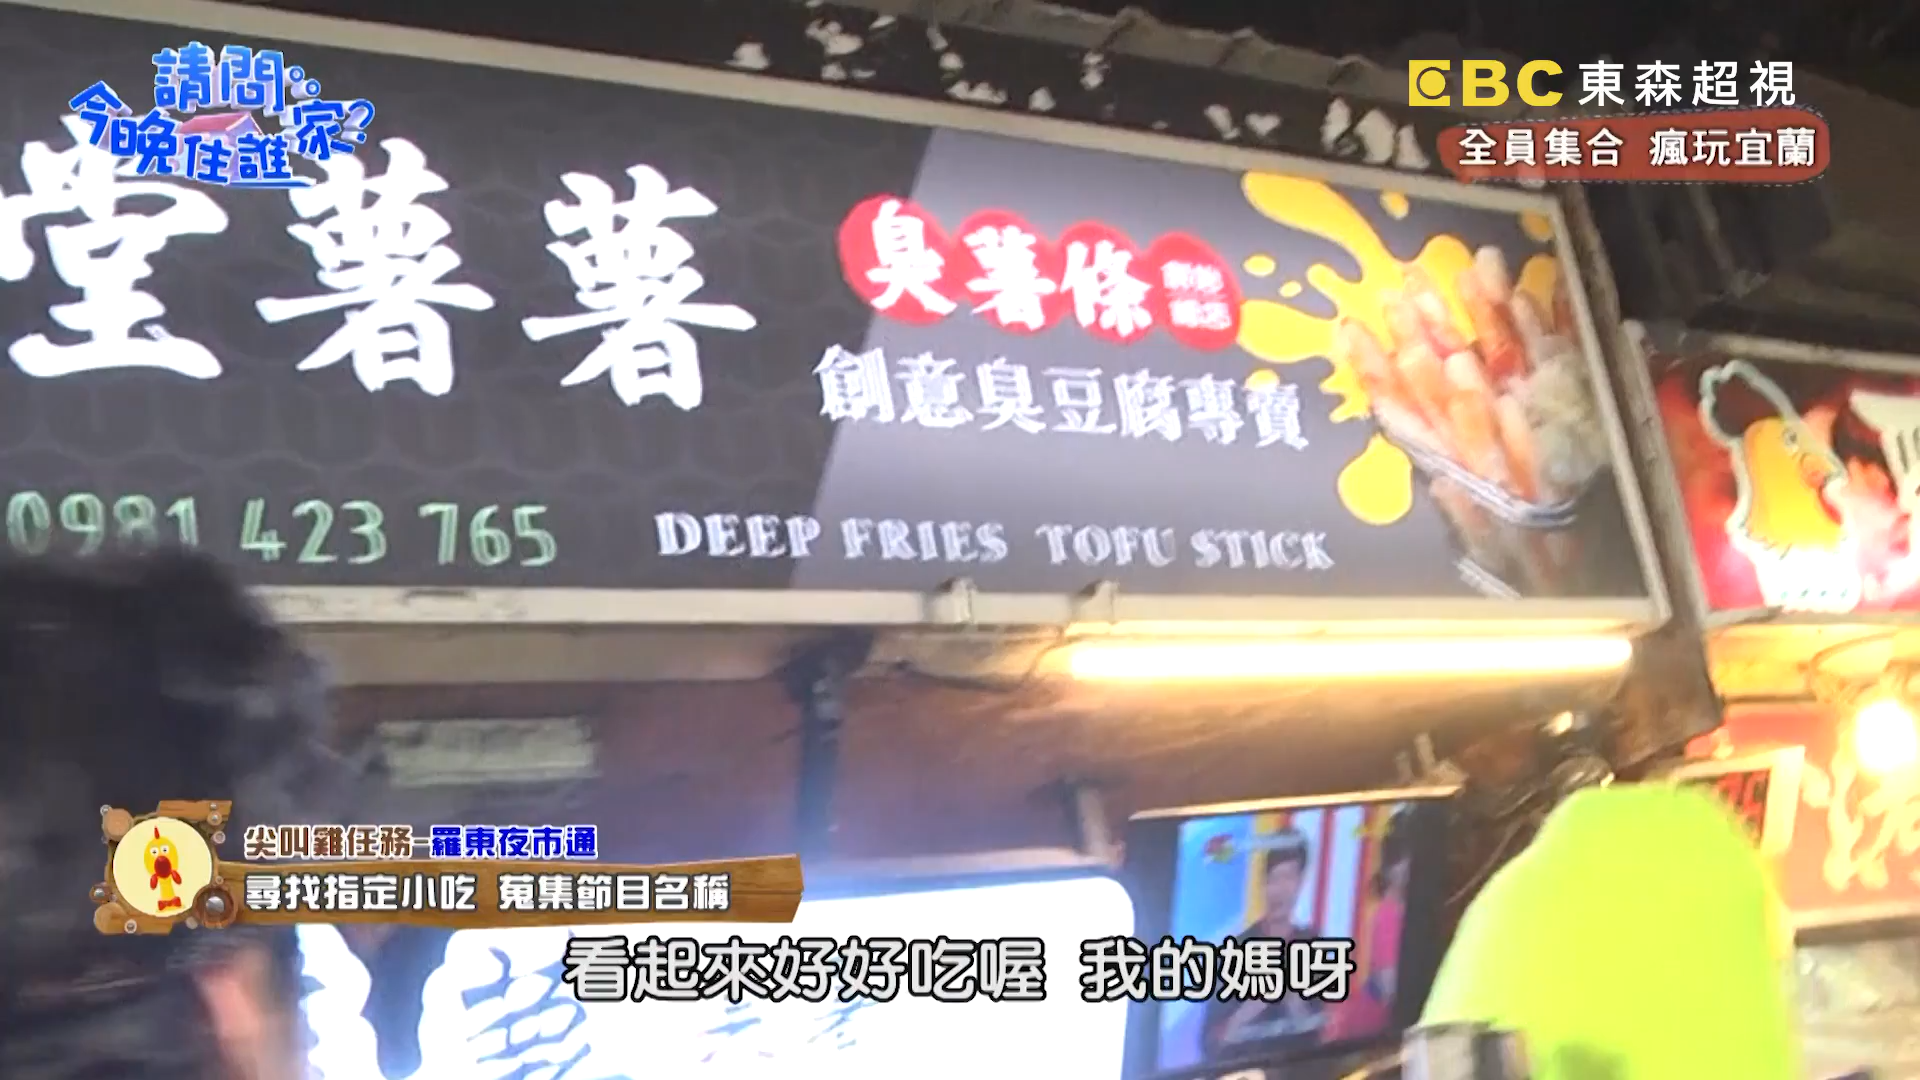 請問
今晚住誰家?
EBC 東森超視
全員集合 瘋玩宜蘭
堂薯薯
臭薯條
創意臭豆腐專賣
0981 423 765
DEEP FRIES TOFU STICK
尖叫雞任務-羅東夜市通
尋找指定小吃 蒐集節目名稱
看起來好好吃喔 我的媽呀